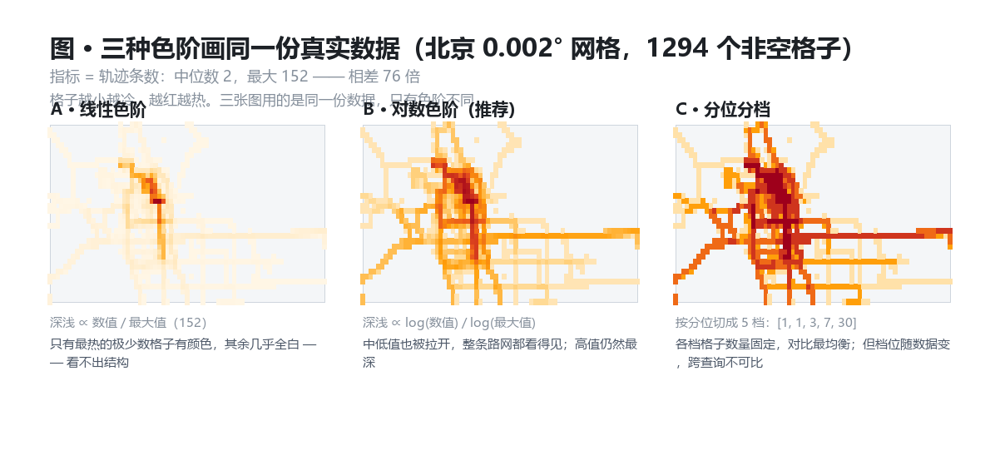 图 • 三种色阶画同一份真实数据（北京 0.002° 网格，1294 个非空格子）
指标 = 轨迹条数：中位数 2，最大 152 —— 相差 76 倍
格子越小越冷，越红越热。三张图用的是同一份数据，只有色阶不同。
A • 线性色阶
B • 对数色阶（推荐）
C • 分位分档
深浅 ∝ 数值 / 最大值（152）
只有最热的极少数格子有颜色，其余几乎全白 —
— 看不出结构
深浅 ∝ log(数值) / log(最大值)
中低值也被拉开，整条路网都看得见；高值仍然最
深
按分位切成 5 档：[1, 1, 3, 7, 30]
各档格子数量固定，对比最均衡；但档位随数据变
，跨查询不可比